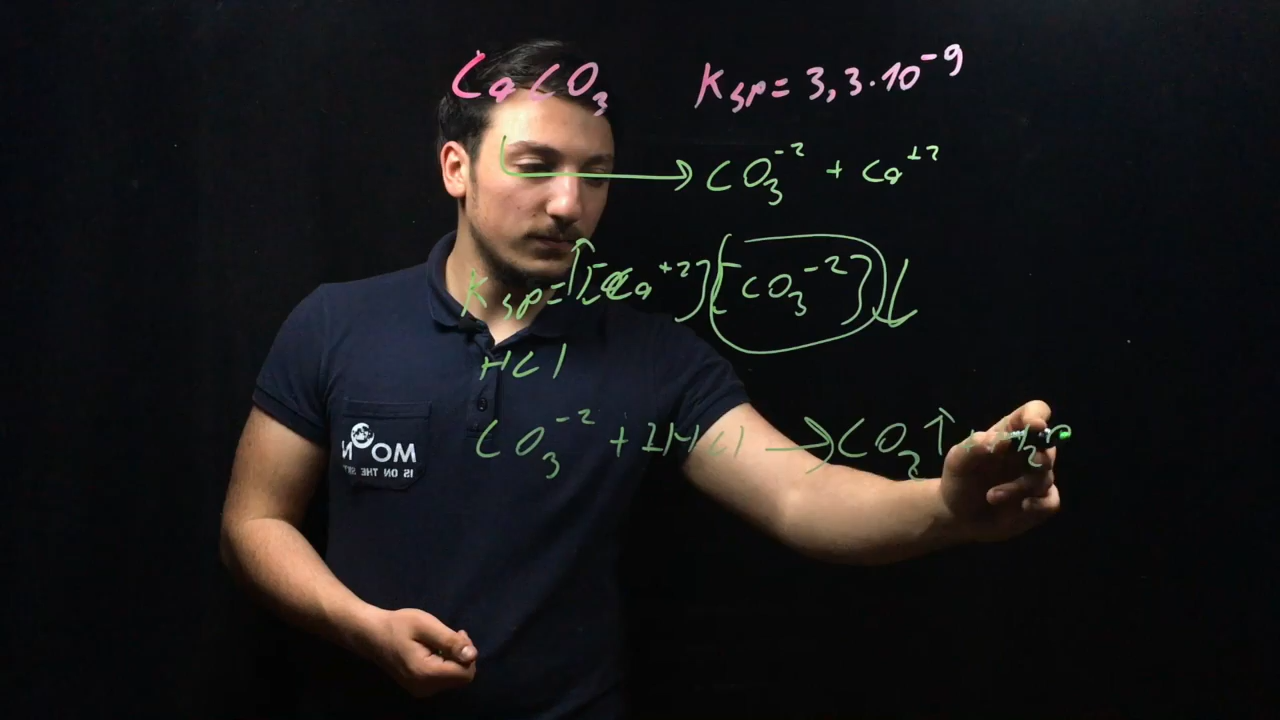 CaCO₃ Ksp = 3,3·10⁻⁹
→ CO₃⁻² + Ca⁺²
Ksp = ↑[Ca⁺²][CO₃⁻²]↓
HCl
CO₃⁻² + 2HCl → CO₂↑ + H₂
MOON
IS ON THE